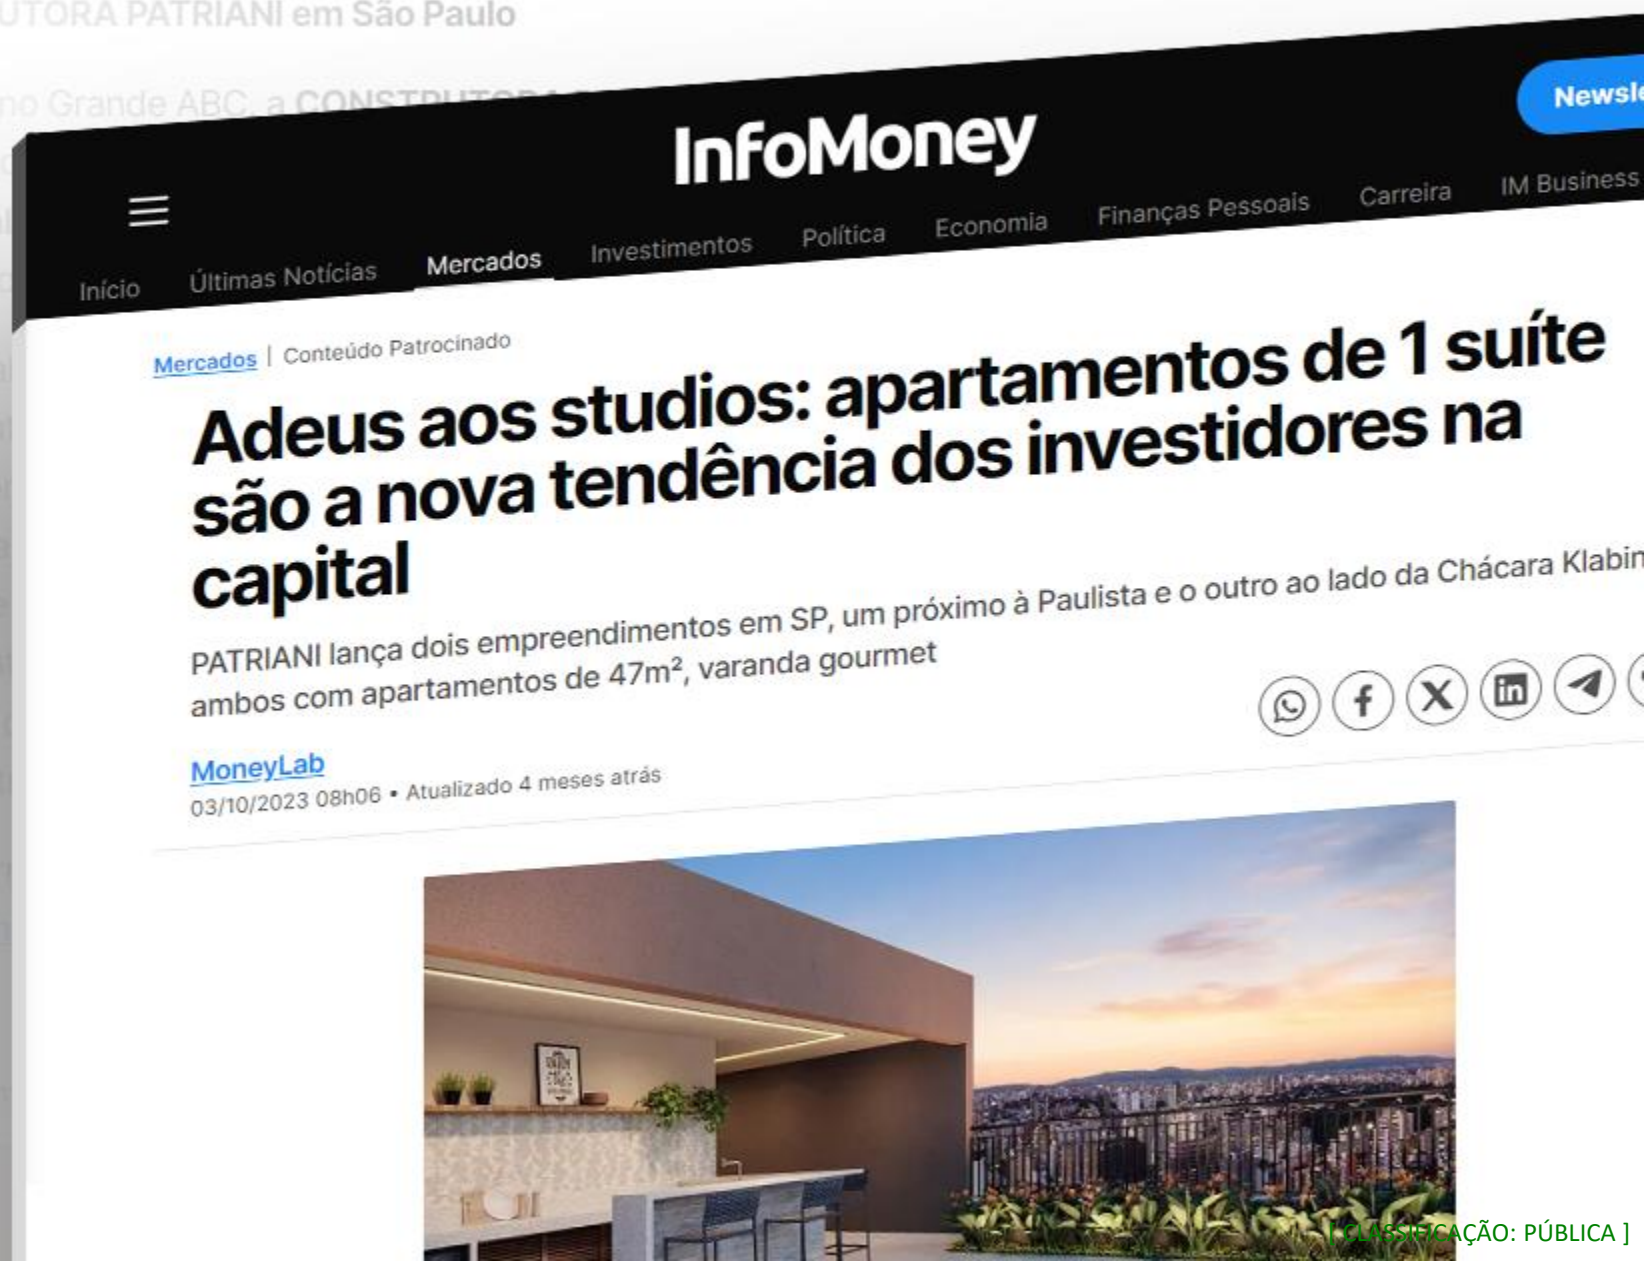 UTORA PATRIANI em São Paulo
no Grande ABC, a CONSTRUTORA
InfoMoney
Início Últimas Notícias Mercados Investimentos Política Economia Finanças Pessoais Carreira IM Business
Mercados | Conteúdo Patrocinado
Adeus aos studios: apartamentos de 1 suíte
são a nova tendência dos investidores na
capital
PATRIANI lança dois empreendimentos em SP, um próximo à Paulista e o outro ao lado da Chácara Klabin
ambos com apartamentos de 47m², varanda gourmet
MoneyLab
03/10/2023 08h06 • Atualizado 4 meses atrás
[ CLASSIFICAÇÃO: PÚBLICA ]